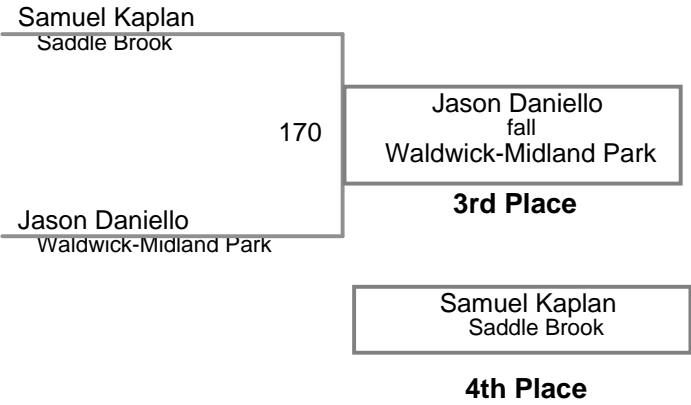 Samuel Kaplan
Saddle Brook
170
Jason Daniello
fall
Waldwick-Midland Park
3rd Place
Jason Daniello
Waldwick-Midland Park
Samuel Kaplan
Saddle Brook
4th Place